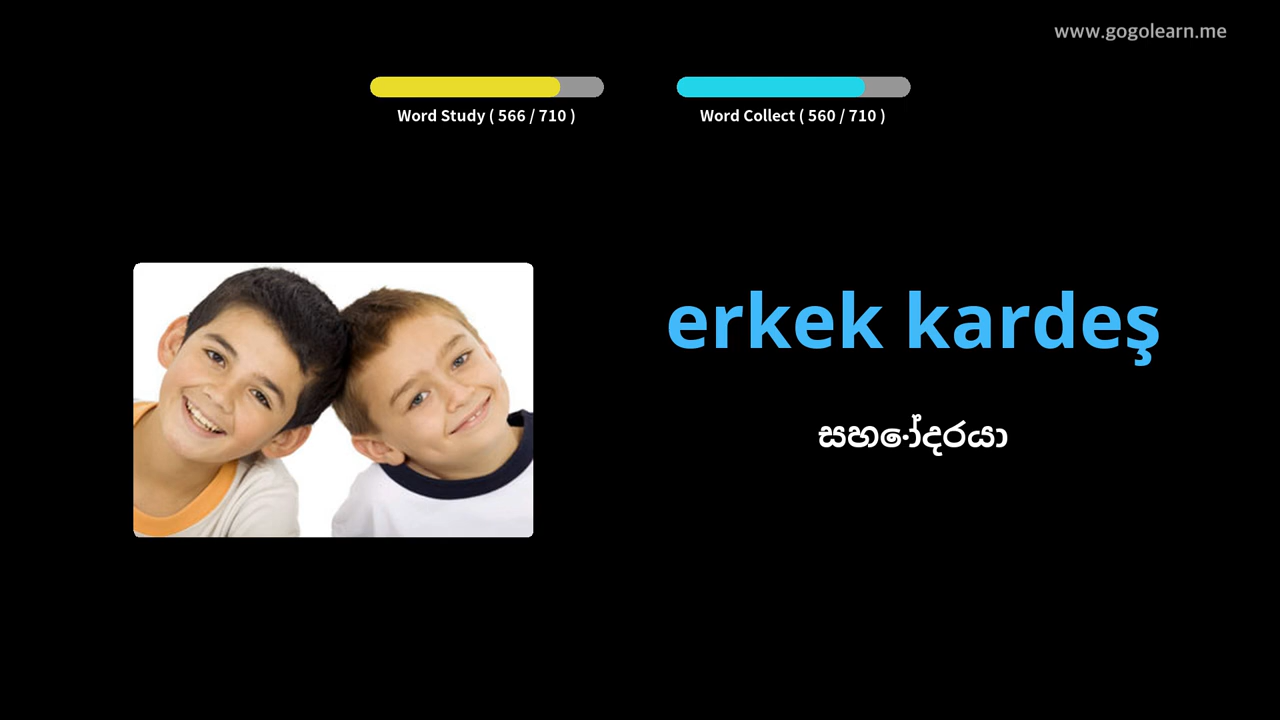 www.gogolearn.me
Word Study ( 566 / 710 )
Word Collect ( 560 / 710 )
erkek kardeş
සහෝදරයා